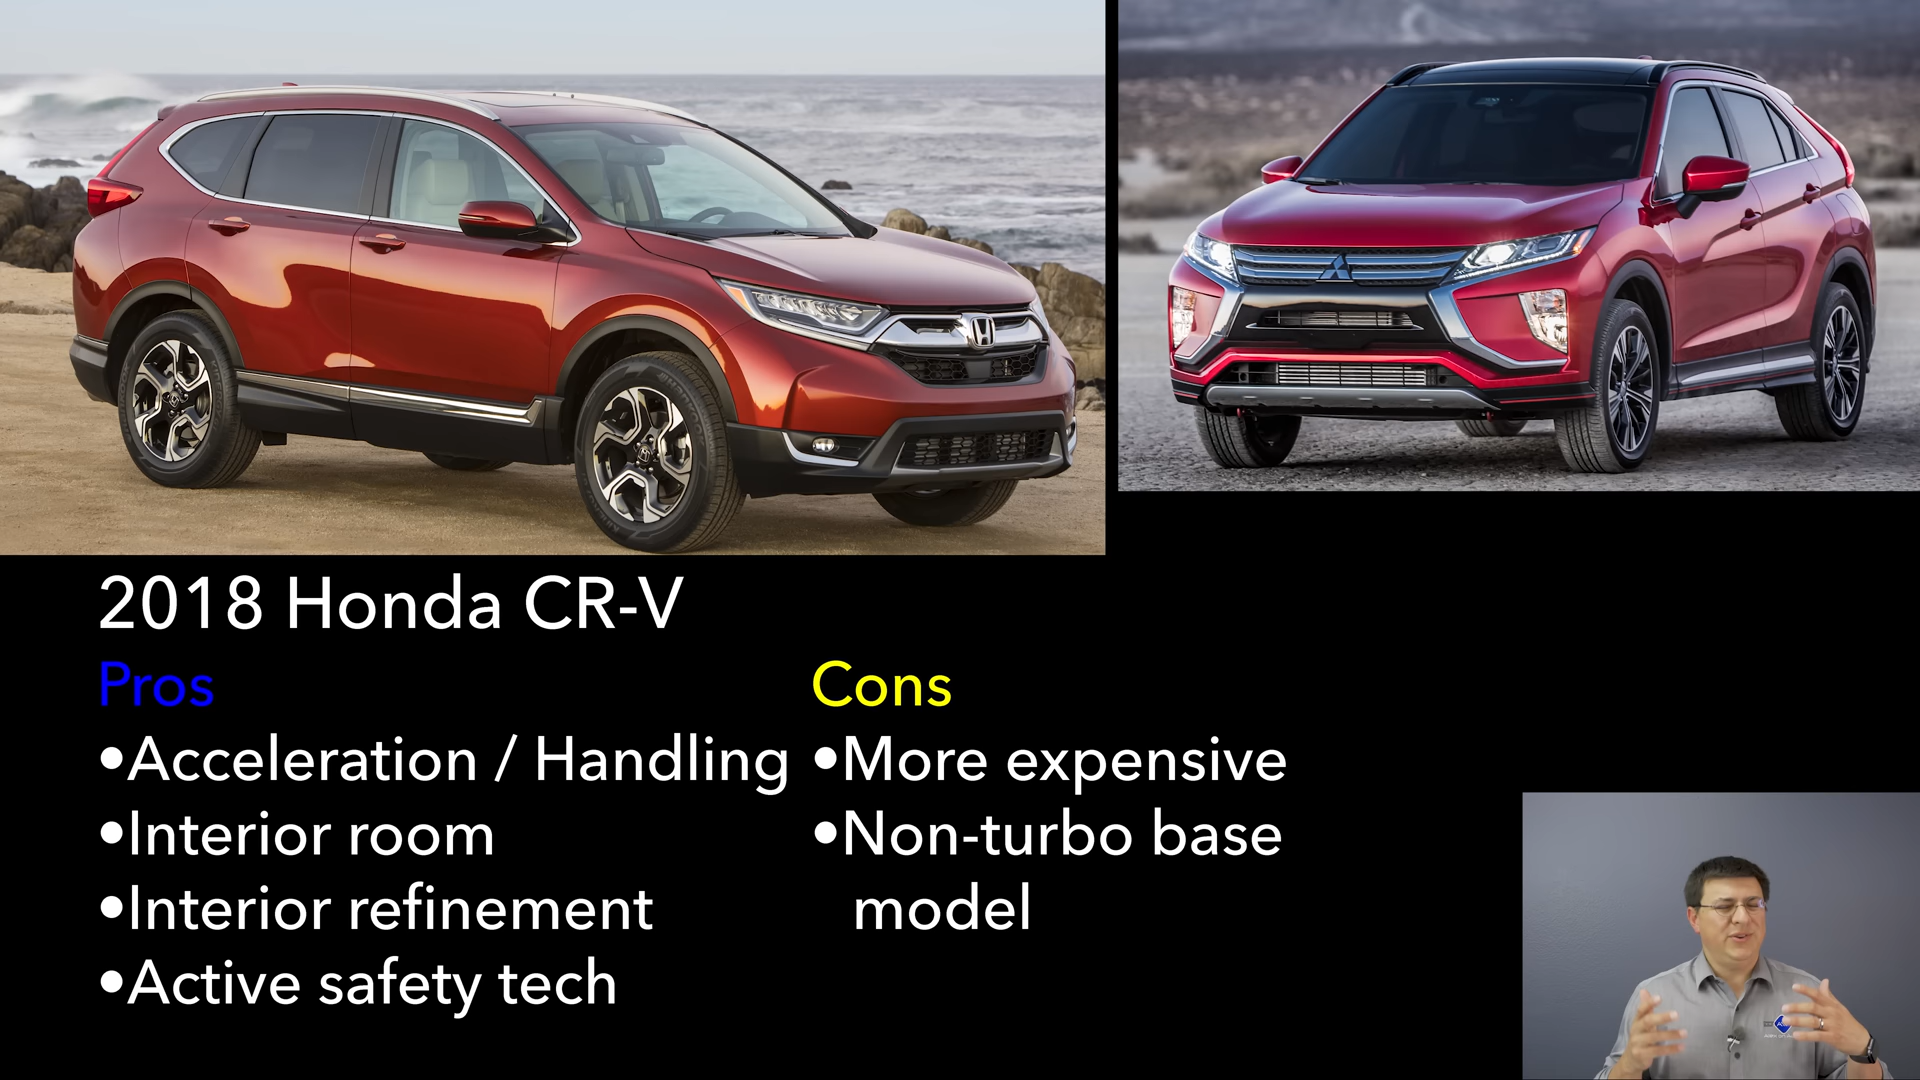 2018 Honda CR-V
Pros
•Acceleration / Handling
•Interior room
•Interior refinement
•Active safety tech
Cons
•More expensive
•Non-turbo base
model